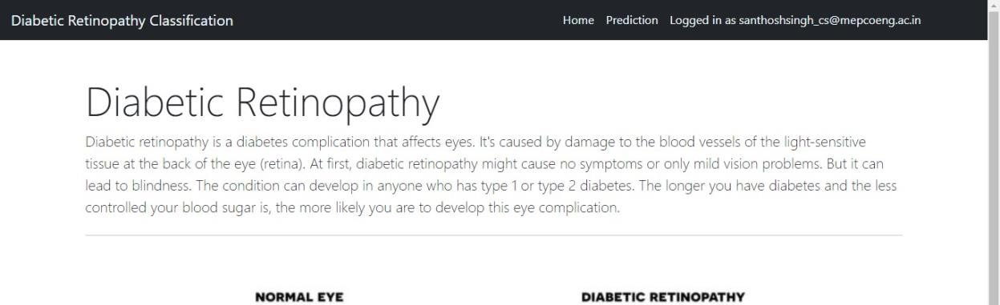 Diabetic Retinopathy Classification Home Prediction Logged in as santhoshsingh_cs@mepcoeng.ac.in
Diabetic Retinopathy
Diabetic retinopathy is a diabetes complication that affects eyes. It's caused by damage to the blood vessels of the light-sensitive
tissue at the back of the eye (retina). At first, diabetic retinopathy might cause no symptoms or only mild vision problems. But it can
lead to blindness. The condition can develop in anyone who has type 1 or type 2 diabetes. The longer you have diabetes and the less
controlled your blood sugar is, the more likely you are to develop this eye complication.
NORMAL EYE DIABETIC RETINOPATHY